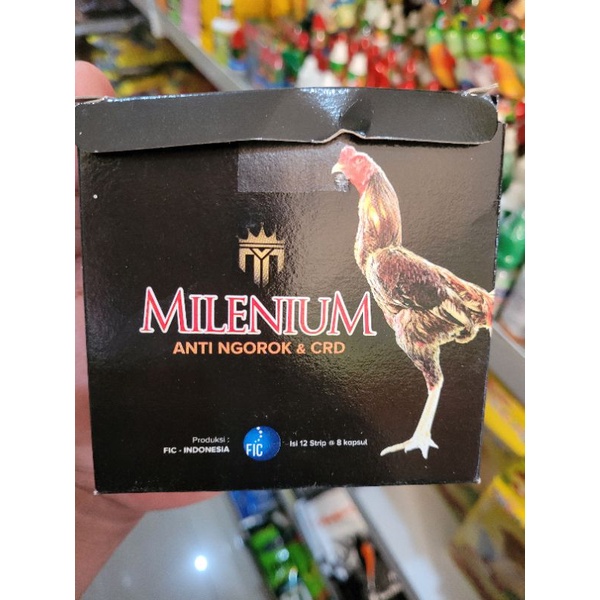 MILENIUM
ANTI NGOROK & CRD
Produksi :
FIC - INDONESIA
FIC
Isi 12 Strip @ 8 kapsul